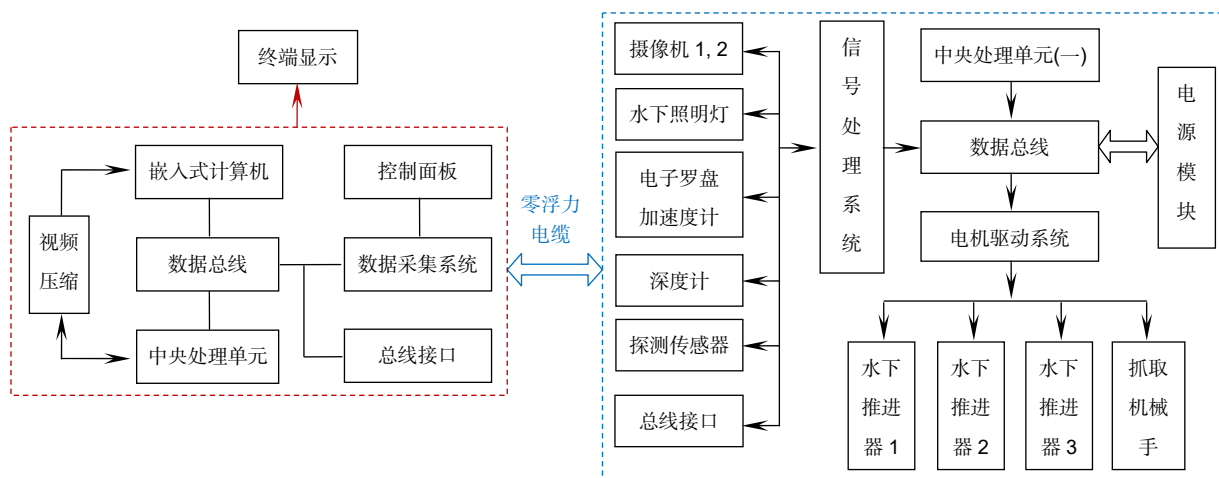 终端显示
嵌入式计算机
控制面板
视频
压缩
数据总线
数据采集系统
中央处理单元
总线接口
零浮力
电缆
摄像机 1, 2
水下照明灯
电子罗盘
加速度计
深度计
探测传感器
总线接口
信
号
处
理
系
统
中央处理单元(一)
数据总线
电机驱动系统
电
源
模
块
水下
推进
器 1
水下
推进
器 2
水下
推进
器 3
抓取
机械
手